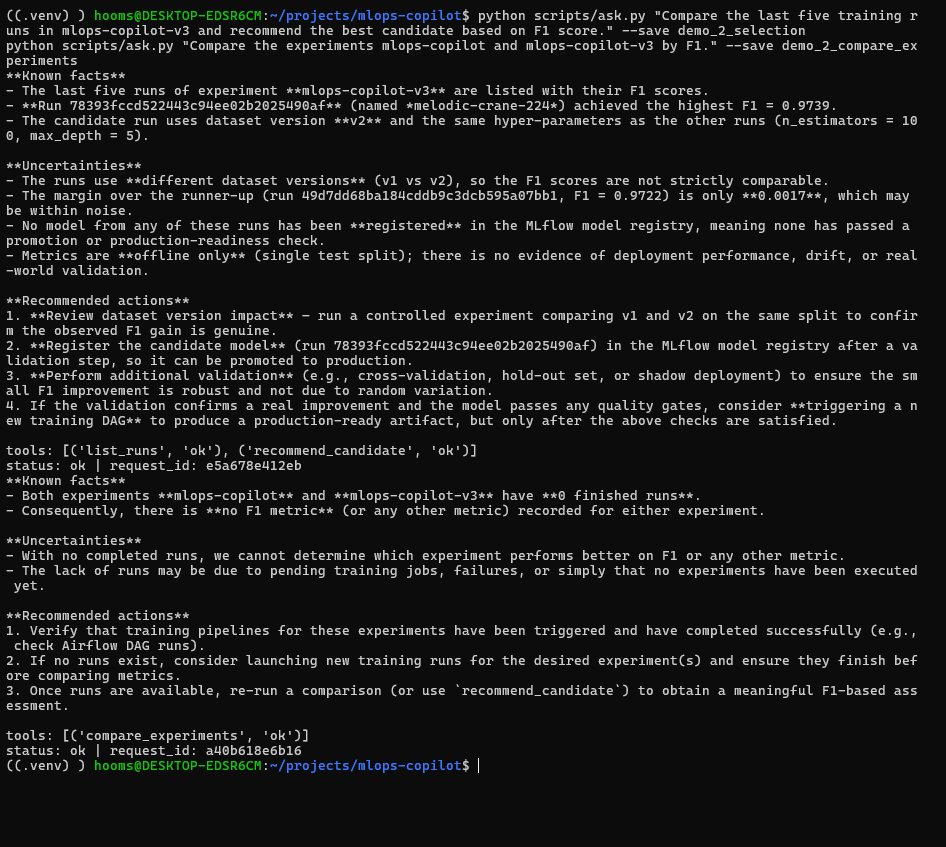 ((.venv) ) hooms@DESKTOP-EDSR6CM:~/projects/mlops-copilot$ python scripts/ask.py "Compare the last five training r
uns in mlops-copilot-v3 and recommend the best candidate based on F1 score." --save demo_2_selection
python scripts/ask.py "Compare the experiments mlops-copilot and mlops-copilot-v3 by F1." --save demo_2_compare_ex
periments
**Known facts**
- The last five runs of experiment **mlops-copilot-v3** are listed with their F1 scores.
- **Run 78393fccd522443c94ee02b2025490af** (named *melodic-crane-224*) achieved the highest F1 = 0.9739.
- The candidate run uses dataset version **v2** and the same hyper-parameters as the other runs (n_estimators = 10
0, max_depth = 5).

**Uncertainties**
- The runs use **different dataset versions** (v1 vs v2), so the F1 scores are not strictly comparable.
- The margin over the runner-up (run 49d7dd68ba184cddb9c3dcb595a07bb1, F1 = 0.9722) is only **0.0017**, which may
be within noise.
- No model from any of these runs has been **registered** in the MLflow model registry, meaning none has passed a
promotion or production-readiness check.
- Metrics are **offline only** (single test split); there is no evidence of deployment performance, drift, or real
-world validation.

**Recommended actions**
1. **Review dataset version impact** – run a controlled experiment comparing v1 and v2 on the same split to confir
m the observed F1 gain is genuine.
2. **Register the candidate model** (run 78393fccd522443c94ee02b2025490af) in the MLflow model registry after a va
lidation step, so it can be promoted to production.
3. **Perform additional validation** (e.g., cross-validation, hold-out set, or shadow deployment) to ensure the sm
all F1 improvement is robust and not due to random variation.
4. If the validation confirms a real improvement and the model passes any quality gates, consider **triggering a n
ew training DAG** to produce a production-ready artifact, but only after the above checks are satisfied.

tools: [('list_runs', 'ok'), ('recommend_candidate', 'ok')]
status: ok | request_id: e5a678e412eb
**Known facts**
- Both experiments **mlops-copilot** and **mlops-copilot-v3** have **0 finished runs**.
- Consequently, there is **no F1 metric** (or any other metric) recorded for either experiment.

**Uncertainties**
- With no completed runs, we cannot determine which experiment performs better on F1 or any other metric.
- The lack of runs may be due to pending training jobs, failures, or simply that no experiments have been executed
 yet.

**Recommended actions**
1. Verify that training pipelines for these experiments have been triggered and have completed successfully (e.g.,
 check Airflow DAG runs).
2. If no runs exist, consider launching new training runs for the desired experiment(s) and ensure they finish bef
ore comparing metrics.
3. Once runs are available, re-run a comparison (or use `recommend_candidate`) to obtain a meaningful F1-based ass
essment.

tools: [('compare_experiments', 'ok')]
status: ok | request_id: a40b618e6b16
((.venv) ) hooms@DESKTOP-EDSR6CM:~/projects/mlops-copilot$